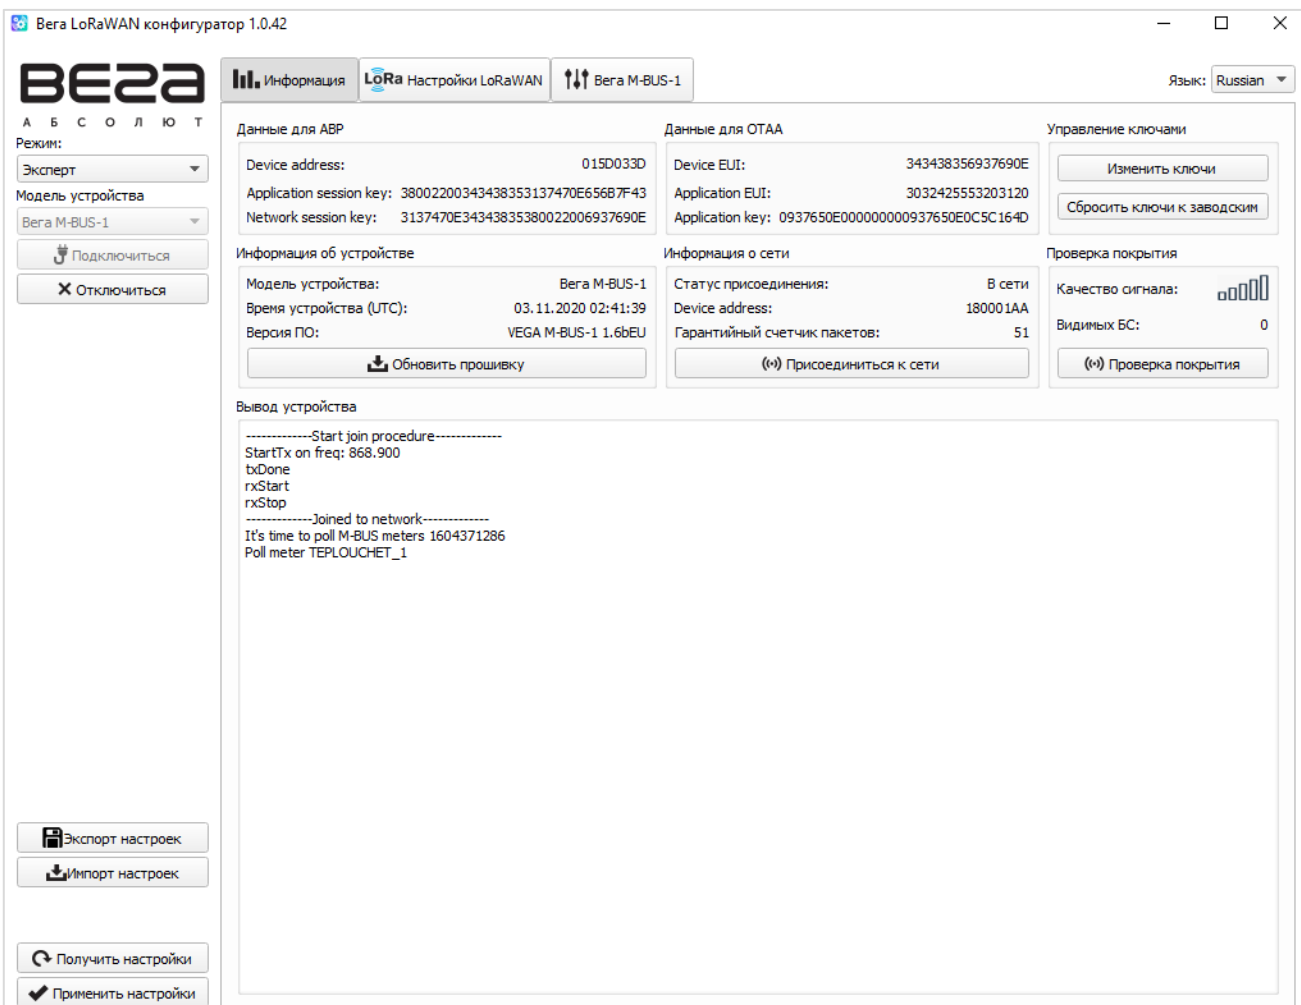 Вега LoRaWAN конфигуратор 1.0.42
ВЕГА
АБСОЛЮТ
Режим:
Эксперт
Модель устройства
Вега M-BUS-1
Подключиться
Отключиться
Экспорт настроек
Импорт настроек
Получить настройки
Применить настройки
Информация
LoRa Настройки LoRaWAN
Вега M-BUS-1
Язык: Russian
Данные для ABP
Device address: 015D033D
Application session key: 38002200343438353137470E656B7F43
Network session key: 3137470E34343835380022006937690E
Данные для OTAA
Device EUI: 343438356937690E
Application EUI: 3032425553203120
Application key: 0937650E000000000937650E0C5C164D
Управление ключами
Изменить ключи
Сбросить ключи к заводским
Информация об устройстве
Модель устройства: Вега M-BUS-1
Время устройства (UTC): 03.11.2020 02:41:39
Версия ПО: VEGA M-BUS-1 1.6bEU
Обновить прошивку
Информация о сети
Статус присоединения: В сети
Device address: 180001AA
Гарантийный счетчик пакетов: 51
Присоединиться к сети
Проверка покрытия
Качество сигнала:
Видимых БС: 0
Проверка покрытия
Вывод устройства
-------------Start join procedure-------------
StartTx on freq: 868.900
txDone
rxStart
rxStop
-------------Joined to network-------------
It's time to poll M-BUS meters 1604371286
Poll meter TEPLOUCHET_1